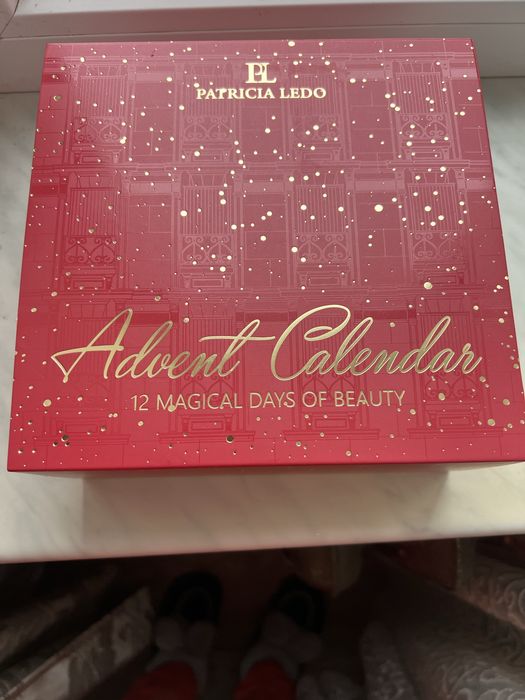 PL
PATRICIA LEDO
Advent Calendar
12 MAGICAL DAYS OF BEAUTY